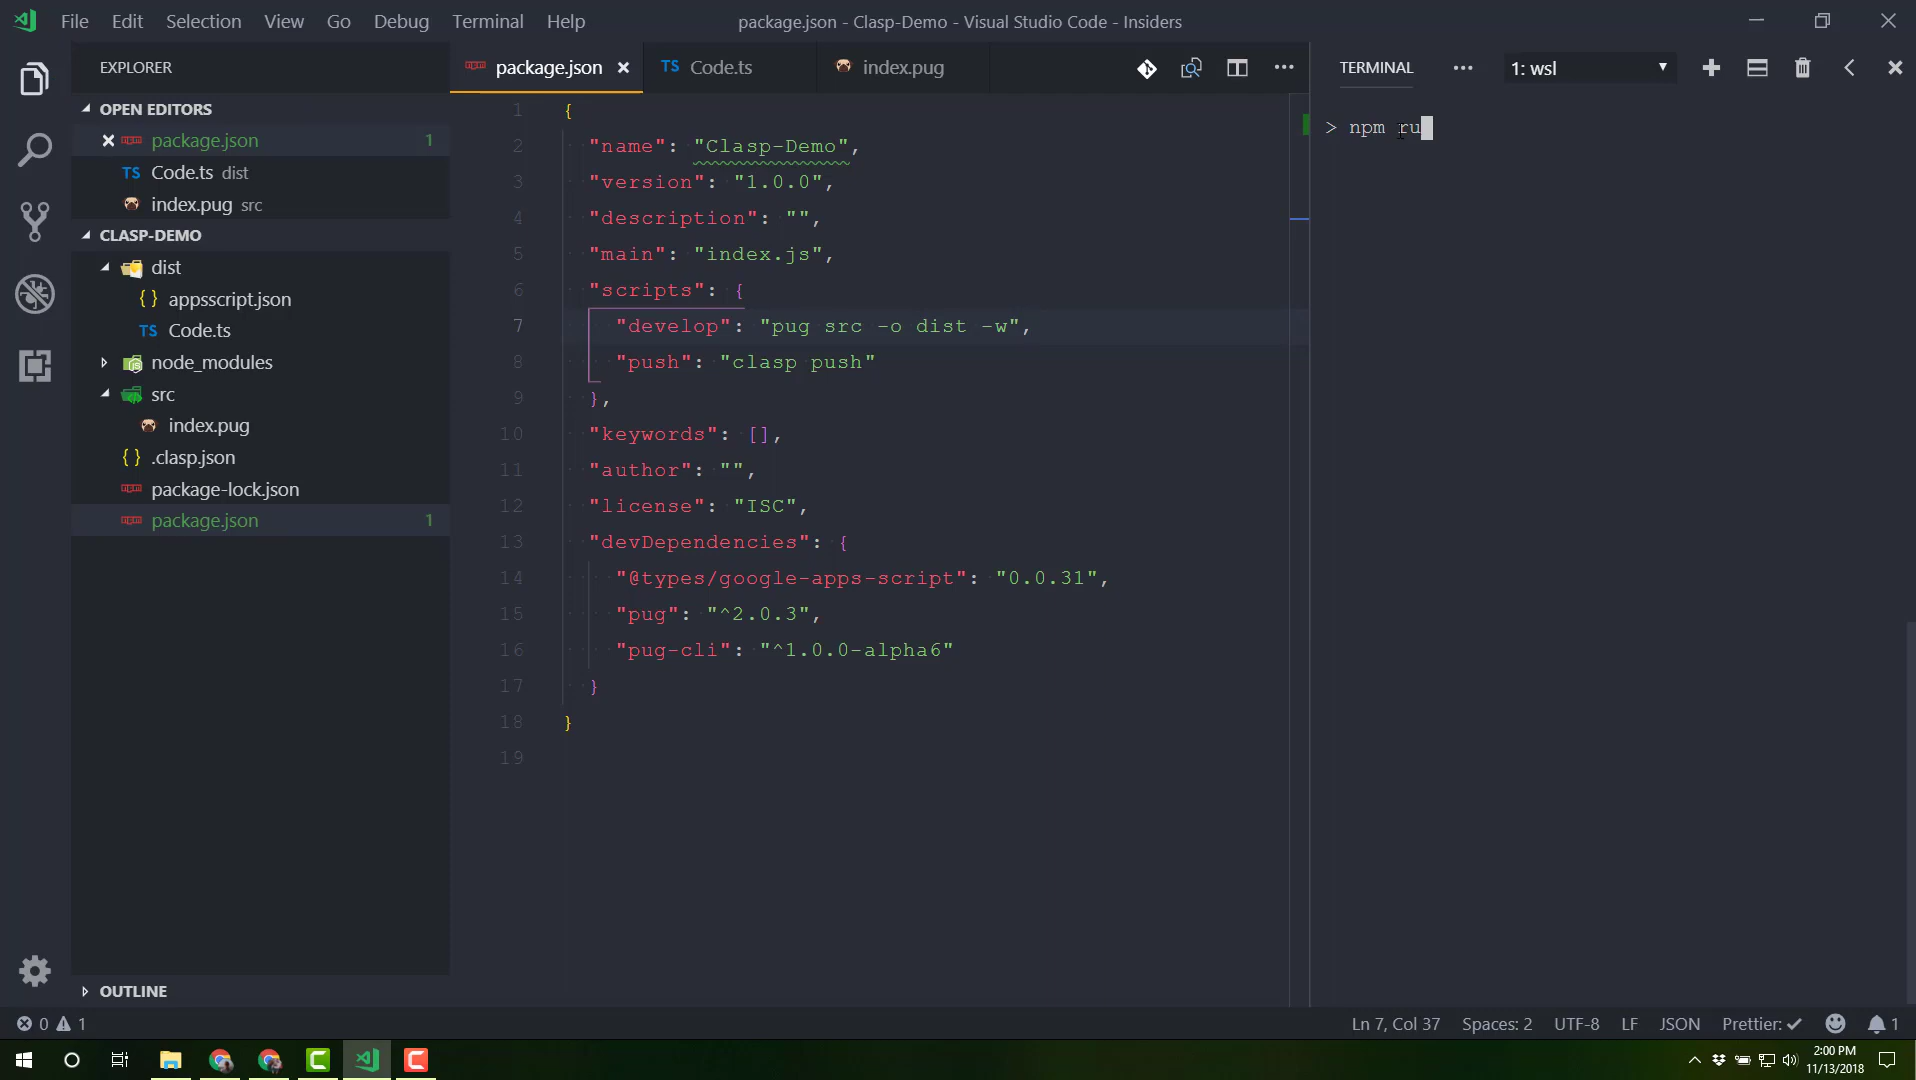 File Edit Selection View Go Debug Terminal Help
package.json - Clasp-Demo - Visual Studio Code - Insiders
EXPLORER
OPEN EDITORS
package.json 1
TS Code.ts dist
index.pug src
CLASP-DEMO
dist
{ } appsscript.json
TS Code.ts
node_modules
src
index.pug
{ } .clasp.json
package-lock.json
package.json 1
OUTLINE
package.json
TS Code.ts
index.pug
1 {
2 "name": "Clasp-Demo",
3 "version": "1.0.0",
4 "description": "",
5 "main": "index.js",
6 "scripts": {
7 "develop": "pug src -o dist -w",
8 "push": "clasp push"
9 },
10 "keywords": [],
11 "author": "",
12 "license": "ISC",
13 "devDependencies": {
14 "@types/google-apps-script": "0.0.31",
15 "pug": "^2.0.3",
16 "pug-cli": "^1.0.0-alpha6"
17 }
18 }
19
TERMINAL
1: wsl
> npm ru
0 1
Ln 7, Col 37 Spaces: 2 UTF-8 LF JSON Prettier: 1
2:00 PM
11/13/2018